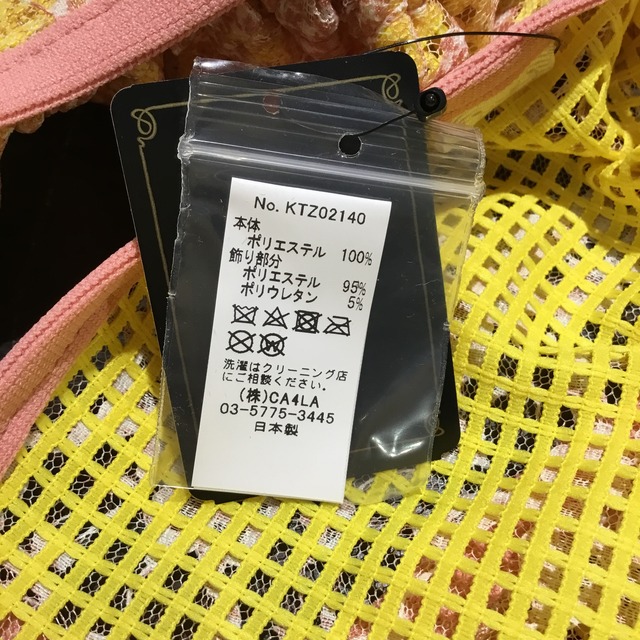 No. KTZ02140
本体
ポリエステル 100%
飾り部分
ポリエステル 95%
ポリウレタン 5%
洗濯はクリーニング店
にご相談ください。
(株)CA4LA
03-5775-3445
日本製